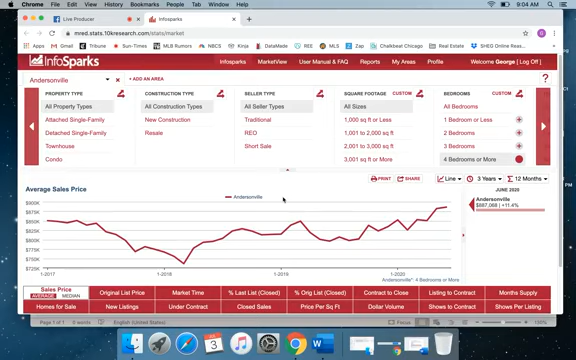 Chrome File Edit View History Bookmarks People Tab Window Help
9:04 AM
Live Producer
Infosparks
mred.stats.10kresearch.com/stats/market
Apps Gmail Tribune Sun-Times MLB Rumors NBCS Kinja DataMade REE MLS Chalkbeat Chicago Real Estate SHEQ Online Resour
InfoSparks
Infosparks MarketView User Manual & FAQ Reports My Areas Profile Welcome George [ Log Off ]
Andersonville
+ ADD AN AREA
?
PROPERTY TYPE
All Property Types
Attached Single-Family
Detached Single-Family
Townhouse
Condo
CONSTRUCTION TYPE
All Construction Types
New Construction
Resale
SELLER TYPE
All Seller Types
Traditional
REO
Short Sale
SQUARE FOOTAGE CUSTOM
All Sizes
1,000 sq ft or Less
1,001 to 2,000 sq ft
2,001 to 3,000 sq ft
3,001 sq ft or More
BEDROOMS CUSTOM
All Bedrooms
1 Bedroom or Less
2 Bedrooms
3 Bedrooms
4 Bedrooms or More
PRINT SHARE Line 3 Years 12 Months
Average Sales Price
Andersonville
$900K
$875K
$850K
$825K
$800K
$775K
$750K
$725K
1-2017 1-2018 1-2019 1-2020
Andersonville*: 4 Bedrooms or More
JUNE 2020
Andersonville
$887,068 | +11.4%
Sales Price
AVERAGE MEDIAN
Original List Price
Market Time
% Last List (Closed)
% Orig List (Closed)
Contract to Close
Listing to Contract
Months Supply
Homes for Sale
New Listings
Under Contract
Closed Sales
Price Per Sq Ft
Dollar Volume
Shows to Contract
Shows Per Listing
Page 1 of 1 0 words English (United States) Focus
100%
3